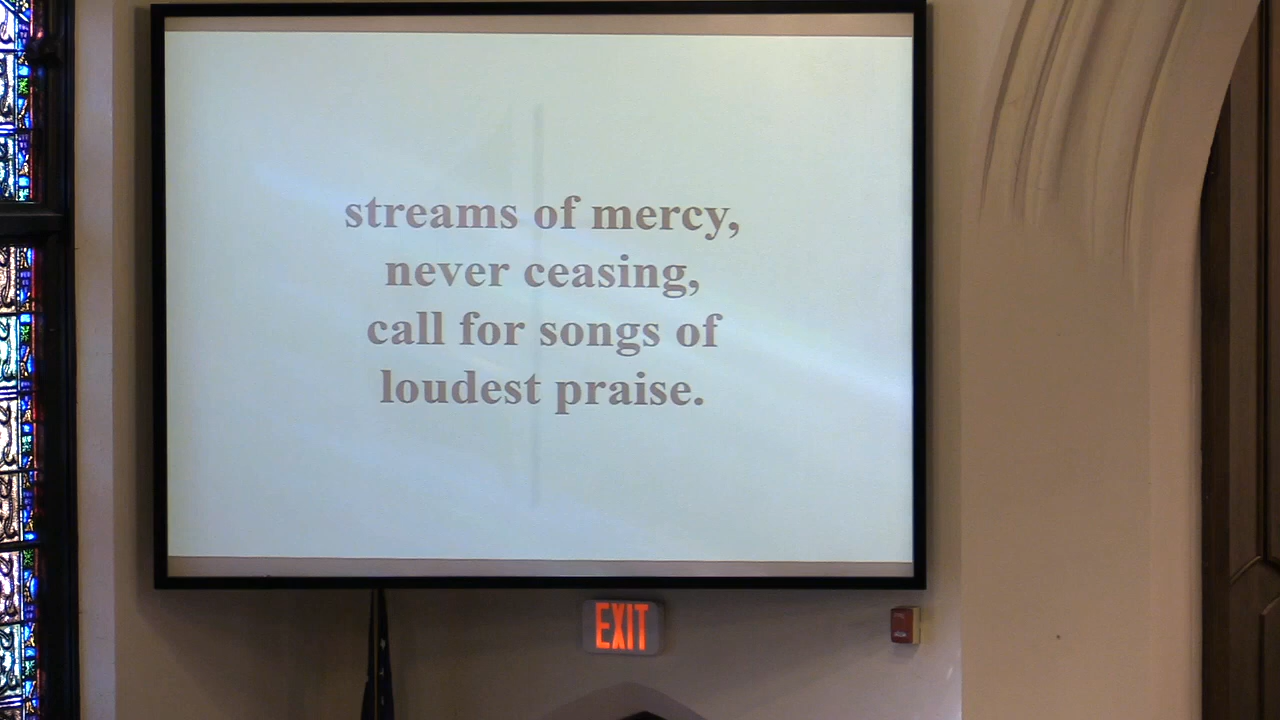 streams of mercy,
never ceasing,
call for songs of
loudest praise.
EXIT